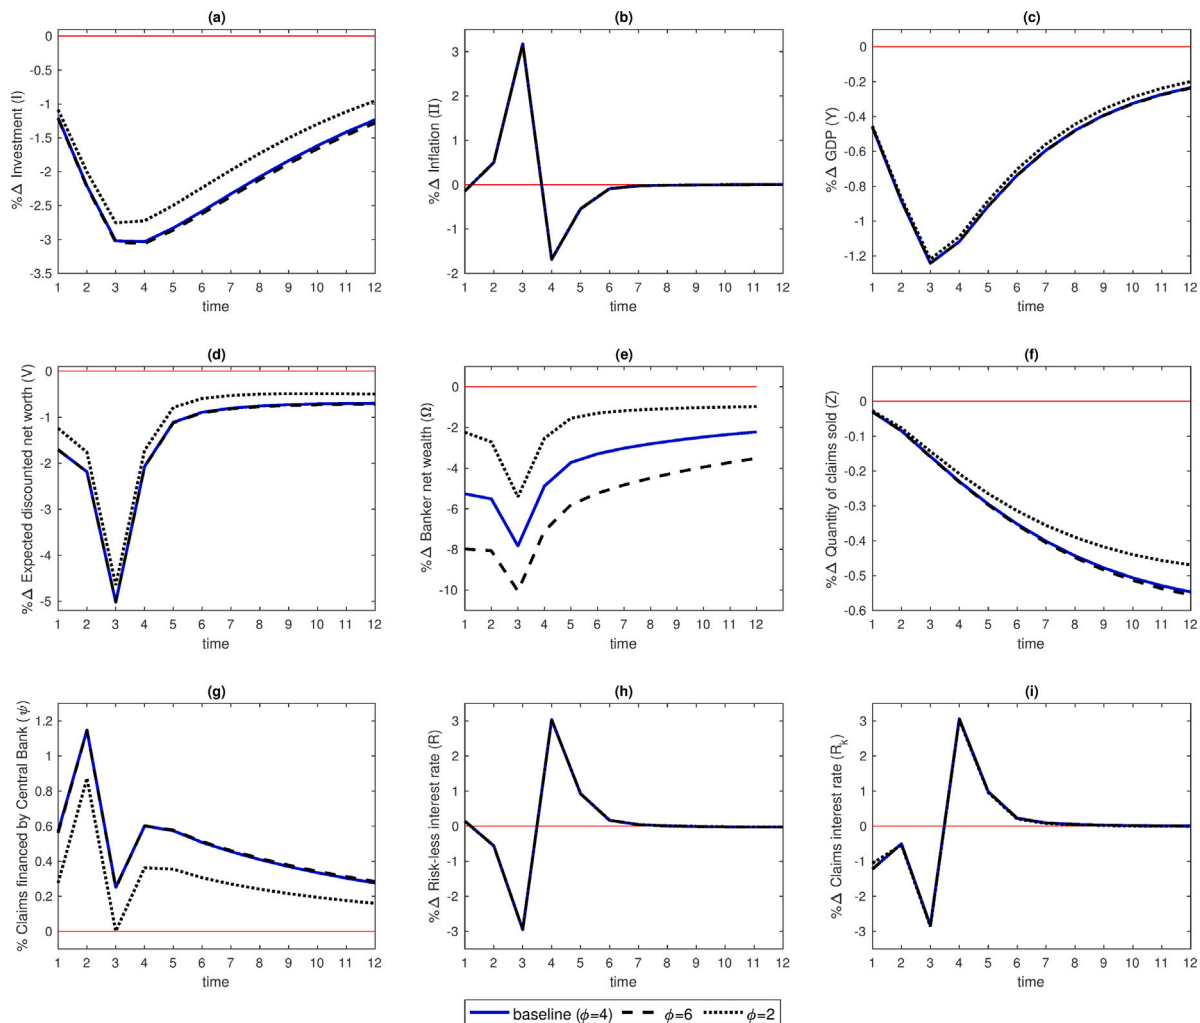 (a)
%Δ Investment (I)
0
-0.5
-1
-1.5
-2
-2.5
-3
-3.5
1 2 3 4 5 6 7 8 9 10 11 12
time
(b)
%Δ Inflation (Π)
3
2
1
0
-1
-2
1 2 3 4 5 6 7 8 9 10 11 12
time
(c)
%Δ GDP (Y)
0
-0.2
-0.4
-0.6
-0.8
-1
-1.2
1 2 3 4 5 6 7 8 9 10 11 12
time
(d)
%Δ Expected discounted net worth (V)
0
-1
-2
-3
-4
-5
1 2 3 4 5 6 7 8 9 10 11 12
time
(e)
%Δ Banker net wealth (Ω)
0
-2
-4
-6
-8
-10
1 2 3 4 5 6 7 8 9 10 11 12
time
(f)
%Δ Quantity of claims sold (Z)
0
-0.1
-0.2
-0.3
-0.4
-0.5
-0.6
1 2 3 4 5 6 7 8 9 10 11 12
time
(g)
% Claims financed by Central Bank (ψ)
1.2
1
0.8
0.6
0.4
0.2
0
1 2 3 4 5 6 7 8 9 10 11 12
time
(h)
%Δ Risk-less interest rate (R)
3
2
1
0
-1
-2
-3
1 2 3 4 5 6 7 8 9 10 11 12
time
(i)
%Δ Claims interest rate (R_k)
3
2
1
0
-1
-2
-3
1 2 3 4 5 6 7 8 9 10 11 12
time
baseline (ϕ=4) ϕ=6 ϕ=2